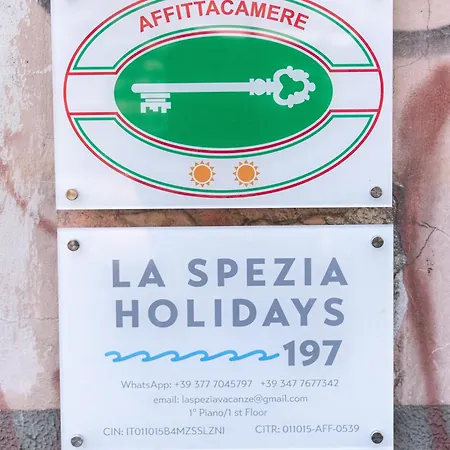 AFFITTACAMERE
LA SPEZIA
HOLIDAYS
197
WhatsApp: +39 377 7045797 +39 347 7677342
email: laspeziavacanze@gmail.com
1° Piano/1 st Floor
CIN: IT011015B4MZSSLZNI CITR: 011015-AFF-0539